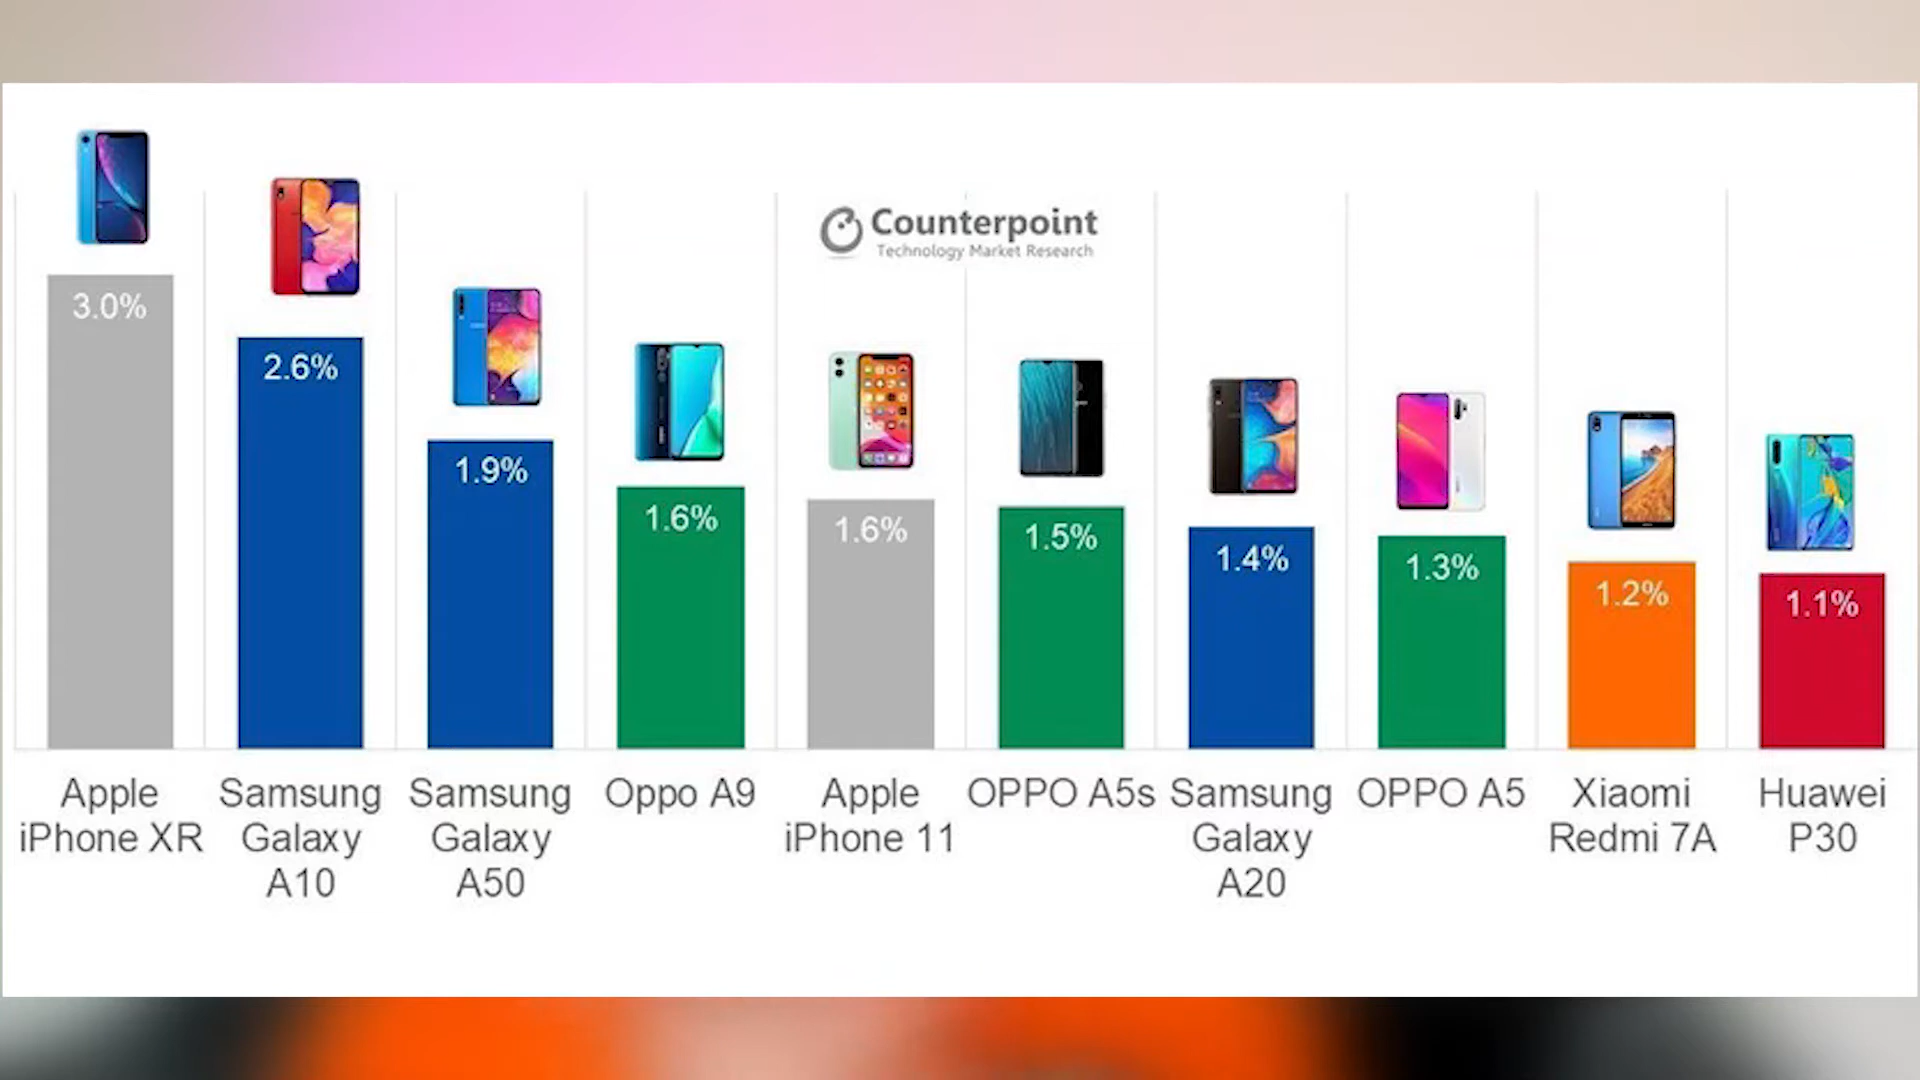 Counterpoint
Technology Market Research
3.0%
2.6%
1.9%
1.6%
1.6%
1.5%
1.4%
1.3%
1.2%
1.1%
Apple
iPhone XR
Samsung
Galaxy
A10
Samsung
Galaxy
A50
Oppo A9
Apple
iPhone 11
OPPO A5s
Samsung
Galaxy
A20
OPPO A5
Xiaomi
Redmi 7A
Huawei
P30